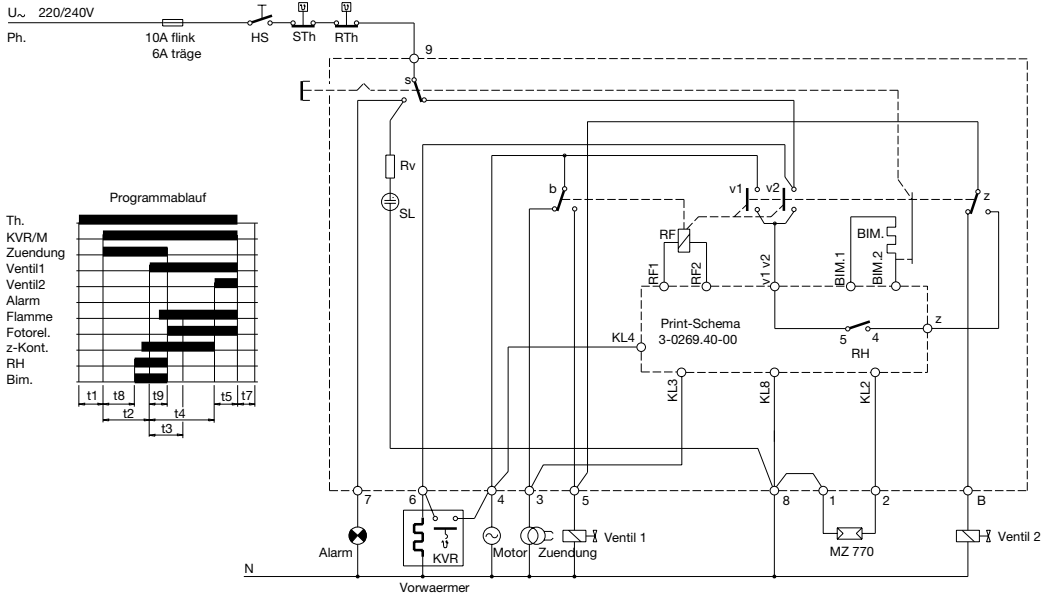 U~ 220/240V
Ph.
10A flink
6A träge
HS
STh
RTh
9
s
Rv
SL
b
v1
v2
z
RF
BIM.
RF1
RF2
v1 v2
BIM.1
BIM.2
Print-Schema
3-0269.40-00
5
4
RH
z
KL4
KL3
KL8
KL2
Programmablauf
Th.
KVR/M
Zuendung
Ventil1
Ventil2
Alarm
Flamme
Fotorel.
z-Kont.
RH
Bim.
t1
t8
t9
t5
t7
t2
t4
t3
7
6
4
3
5
8
1
2
B
Alarm
ϑ
KVR
Motor
Zuendung
Ventil 1
MZ 770
Ventil 2
N
Vorwaermer